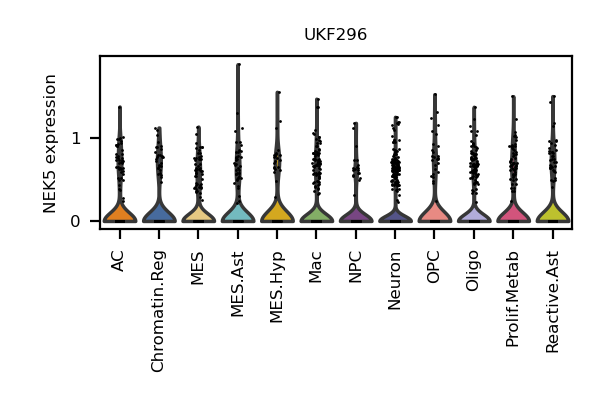 UKF296
NEK5 expression
1
0
AC
Chromatin.Reg
MES
MES.Ast
MES.Hyp
Mac
NPC
Neuron
OPC
Oligo
Prolif.Metab
Reactive.Ast